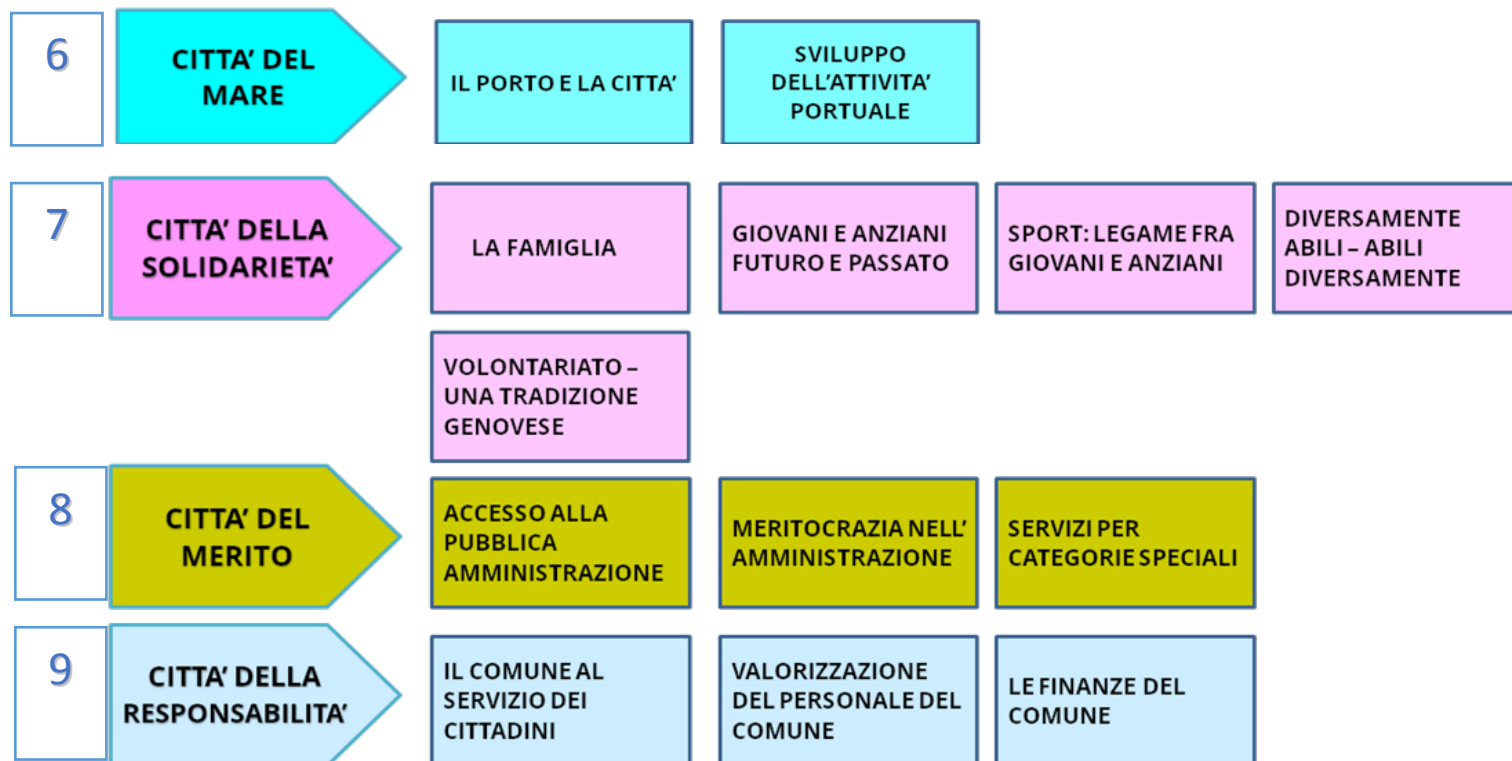 6
CITTA’ DEL
MARE
IL PORTO E LA CITTA’
SVILUPPO
DELL’ATTIVITA’
PORTUALE
7
CITTA’ DELLA
SOLIDARIETA’
LA FAMIGLIA
GIOVANI E ANZIANI
FUTURO E PASSATO
SPORT: LEGAME FRA
GIOVANI E ANZIANI
DIVERSAMENTE
ABILI – ABILI
DIVERSAMENTE
VOLONTARIATO –
UNA TRADIZIONE
GENOVESE
8
CITTA’ DEL
MERITO
ACCESSO ALLA
PUBBLICA
AMMINISTRAZIONE
MERITOCRAZIA NELL’
AMMINISTRAZIONE
SERVIZI PER
CATEGORIE SPECIALI
9
CITTA’ DELLA
RESPONSABILITA’
IL COMUNE AL
SERVIZIO DEI
CITTADINI
VALORIZZAZIONE
DEL PERSONALE DEL
COMUNE
LE FINANZE DEL
COMUNE